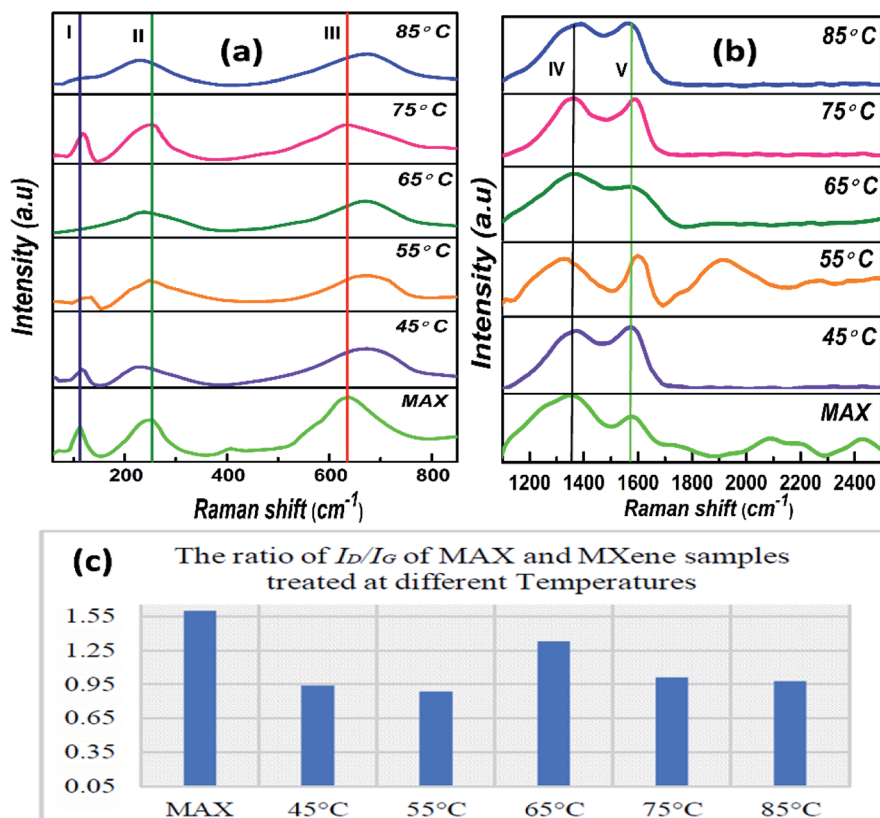 I II (a) III 85°C
75°C
65°C
55°C
45°C
MAX
Intensity (a.u)
200 400 600 800
Raman shift (cm⁻¹)
IV V (b) 85°C
75°C
65°C
55°C
45°C
MAX
Intensity (a.u)
1200 1400 1600 1800 2000 2200 2400
Raman shift (cm⁻¹)
(c) The ratio of I_D/I_G of MAX and MXene samples
treated at different Temperatures
1.55
1.25
0.95
0.65
0.35
0.05
MAX 45°C 55°C 65°C 75°C 85°C